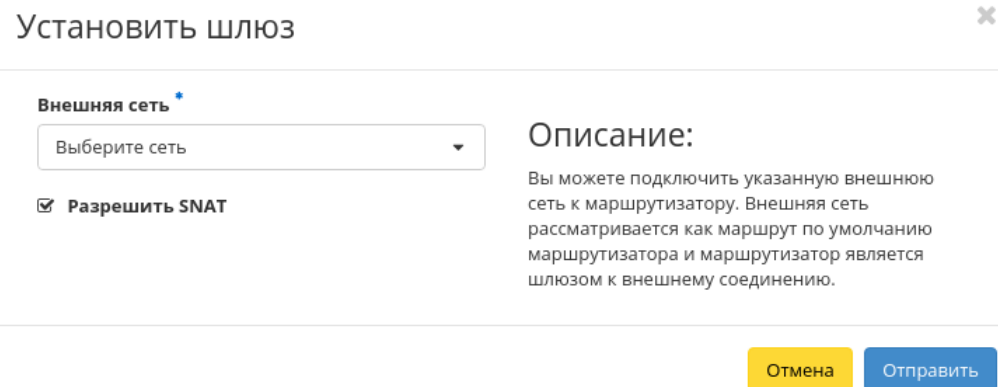 Установить шлюз
Внешняя сеть *
Выберите сеть
Разрешить SNAT
Описание:
Вы можете подключить указанную внешнюю
сеть к маршрутизатору. Внешняя сеть
рассматривается как маршрут по умолчанию
маршрутизатора и маршрутизатор является
шлюзом к внешнему соединению.
Отмена
Отправить